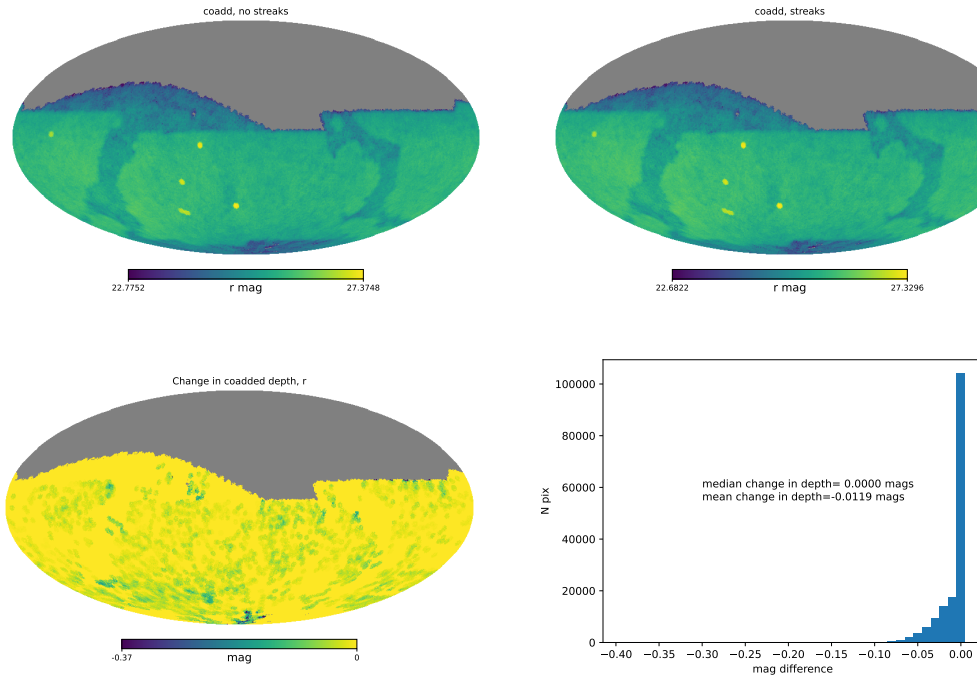 coadd, no streaks
22.7752
27.3748
r mag
coadd, streaks
22.6822
27.3296
r mag
Change in coadded depth, r
-0.37
0
mag
N pix
100000
80000
60000
40000
20000
0
median change in depth= 0.0000 mags
mean change in depth=-0.0119 mags
−0.40 −0.35 −0.30 −0.25 −0.20 −0.15 −0.10 −0.05 0.00
mag difference